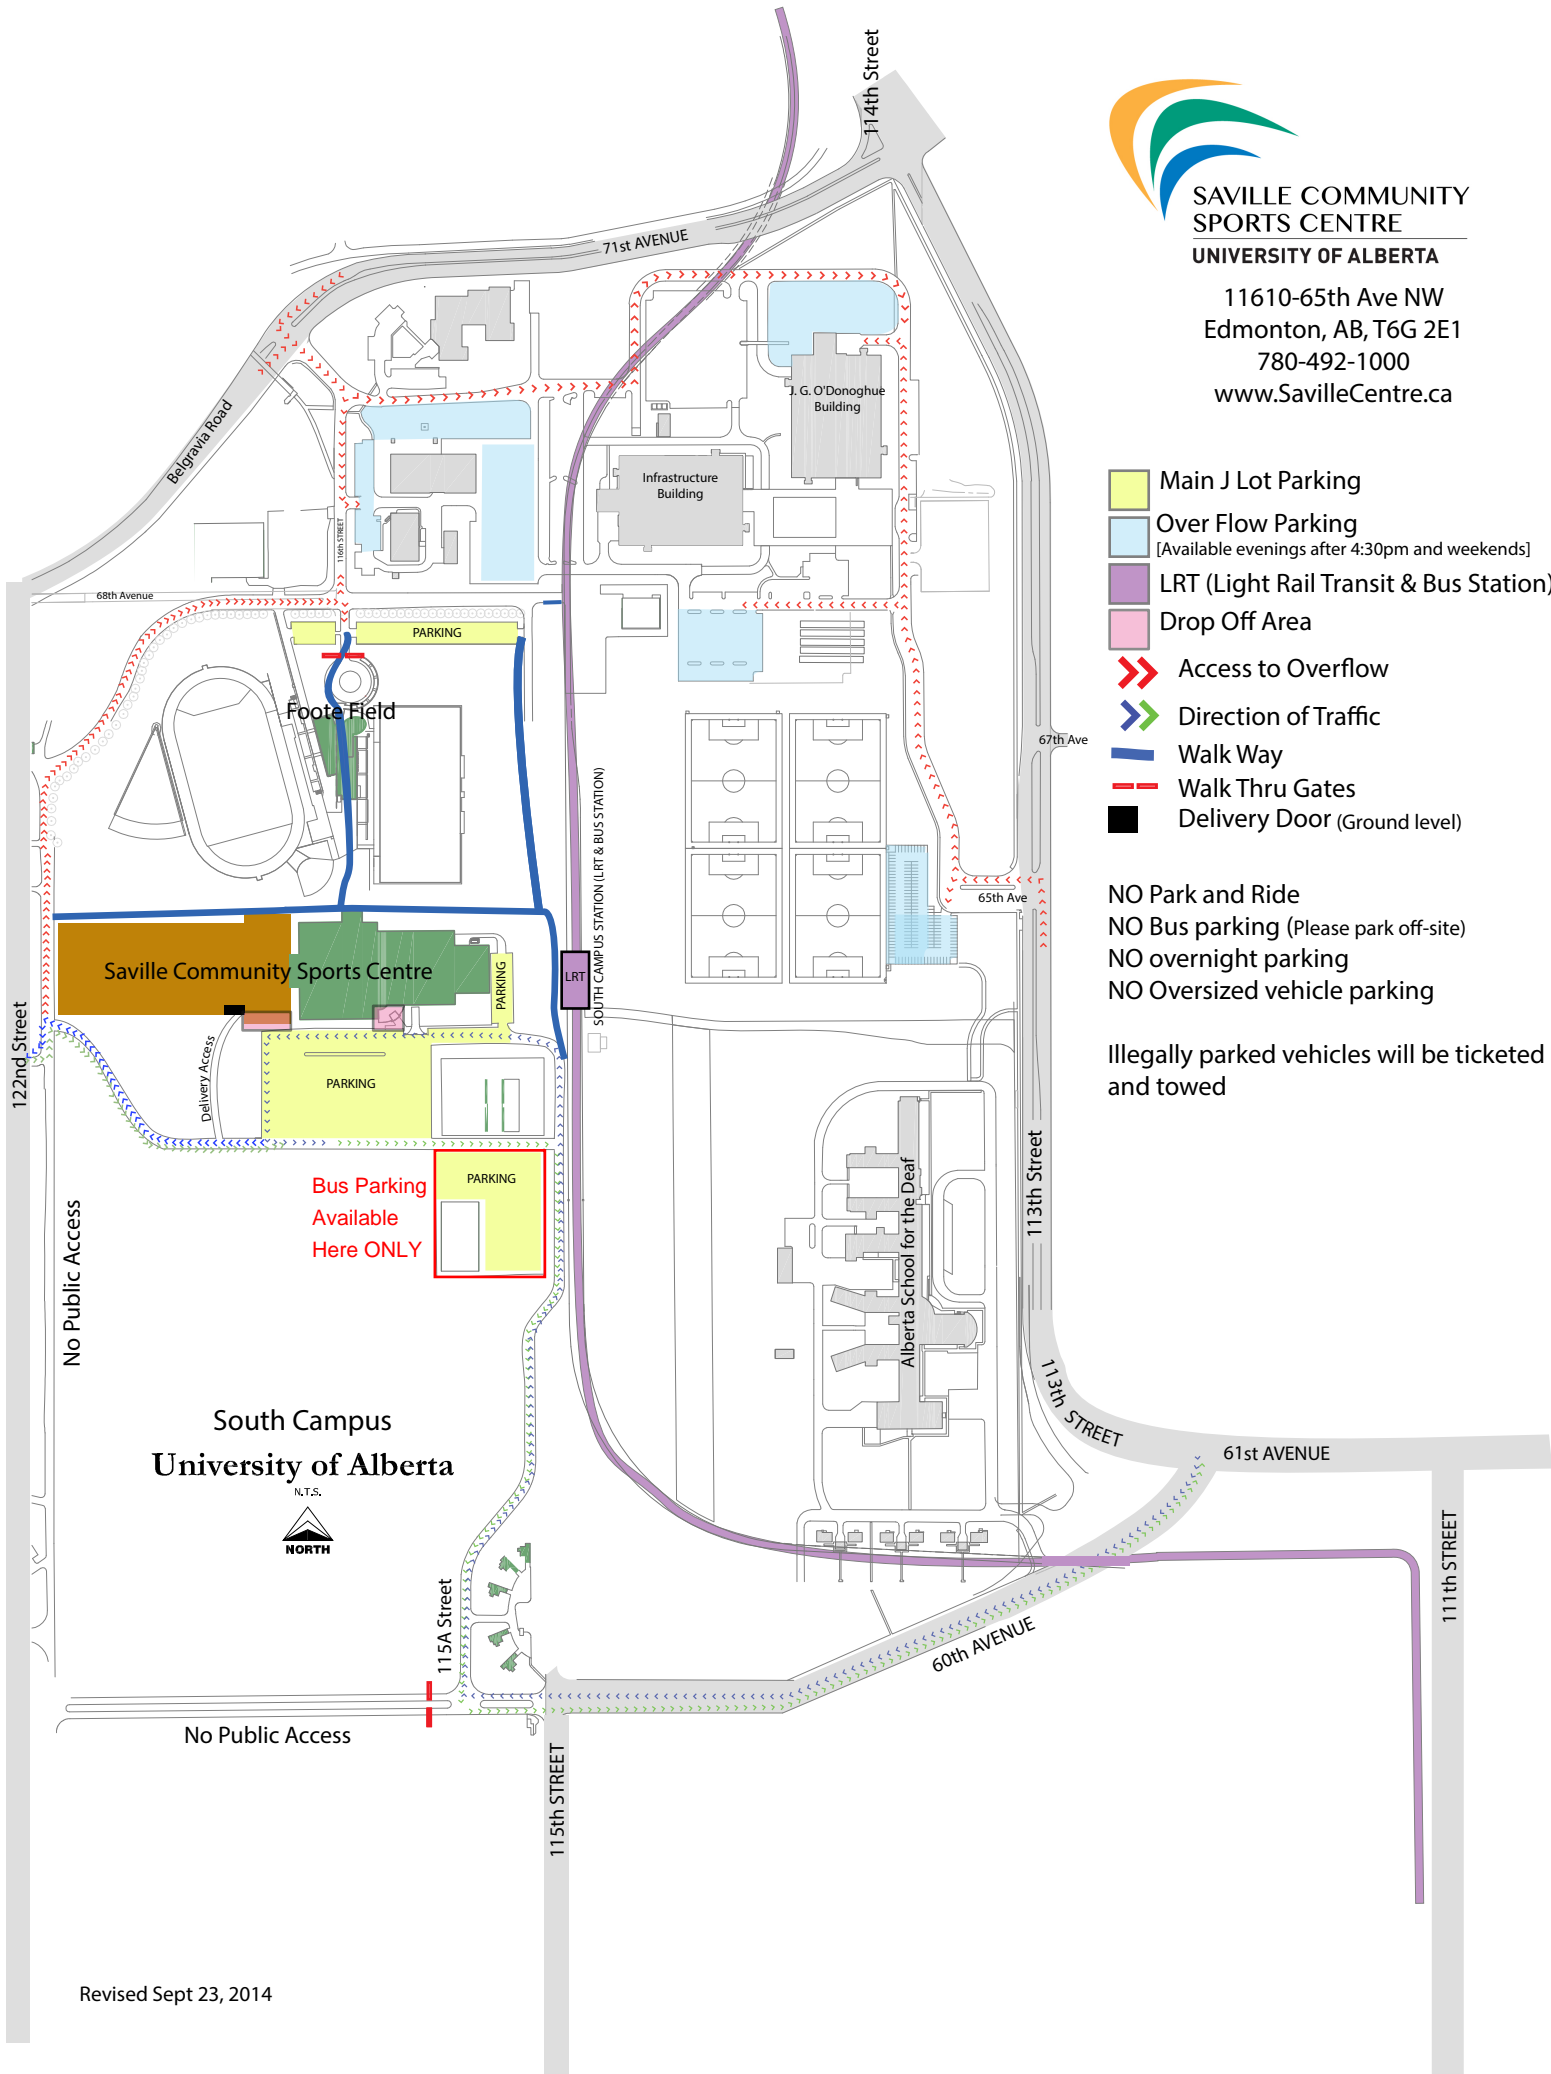 114th Street
71st AVENUE
Belgravia Road
SAVILLE COMMUNITY
SPORTS CENTRE
UNIVERSITY OF ALBERTA
11610-65th Ave NW
Edmonton, AB, T6G 2E1
780-492-1000
www.SavilleCentre.ca
J. G. O'Donoghue
Building
Infrastructure
Building
116th STREET
68th Avenue
PARKING
Foote Field
Main J Lot Parking
Over Flow Parking
[Available evenings after 4:30pm and weekends]
LRT (Light Rail Transit & Bus Station)
Drop Off Area
Access to Overflow
Direction of Traffic
Walk Way
Walk Thru Gates
Delivery Door (Ground level)
67th Ave
65th Ave
SOUTH CAMPUS STATION (LRT & BUS STATION)
LRT
Saville Community Sports Centre
PARKING
NO Park and Ride
NO Bus parking (Please park off-site)
NO overnight parking
NO Oversized vehicle parking
Illegally parked vehicles will be ticketed
and towed
122nd Street
Delivery Access
PARKING
PARKING
Bus Parking
Available
Here ONLY
No Public Access
Alberta School for the Deaf
113th Street
113th STREET
61st AVENUE
South Campus
University of Alberta
N.T.S.
NORTH
115A Street
60th AVENUE
111th STREET
No Public Access
115th STREET
Revised Sept 23, 2014